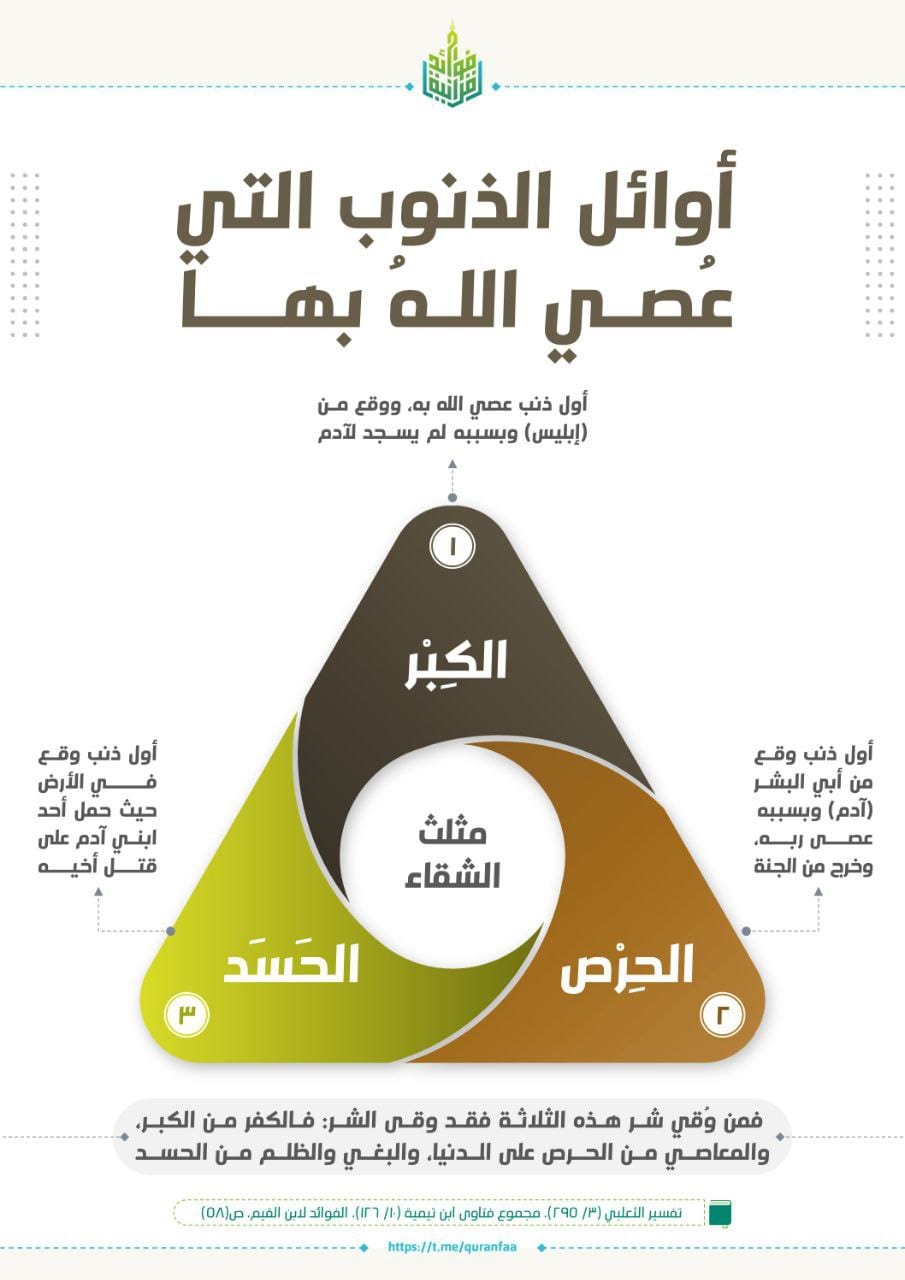 فوائد
قرآنية
أوائل الذنوب التي
عُصي اللهُ بها
أول ذنب عصي الله به، ووقع من
(إبليس) وبسببه لم يسجد لآدم
١
الكِبْر
أول ذنب وقع
من أبي البشر
(آدم) وبسببه
عصى ربه،
وخرج من الجنة
الحِرْص
٢
أول ذنب وقع
في الأرض
حيث حمل أحد
ابني آدم على
قتل أخيه
الحَسَد
٣
مثلث
الشقاء
فمن وُقي شر هذه الثلاثة فقد وقى الشر: فالكفر من الكبر،
والمعاصي من الحرص على الدنيا، والبغي والظلم من الحسد
تفسير الثعلبي (٣/ ٢٩٥)، مجموع فتاوى ابن تيمية (١٠/ ١٢٦)، الفوائد لابن القيم، ص(٥٨)
https://t.me/quranfaa